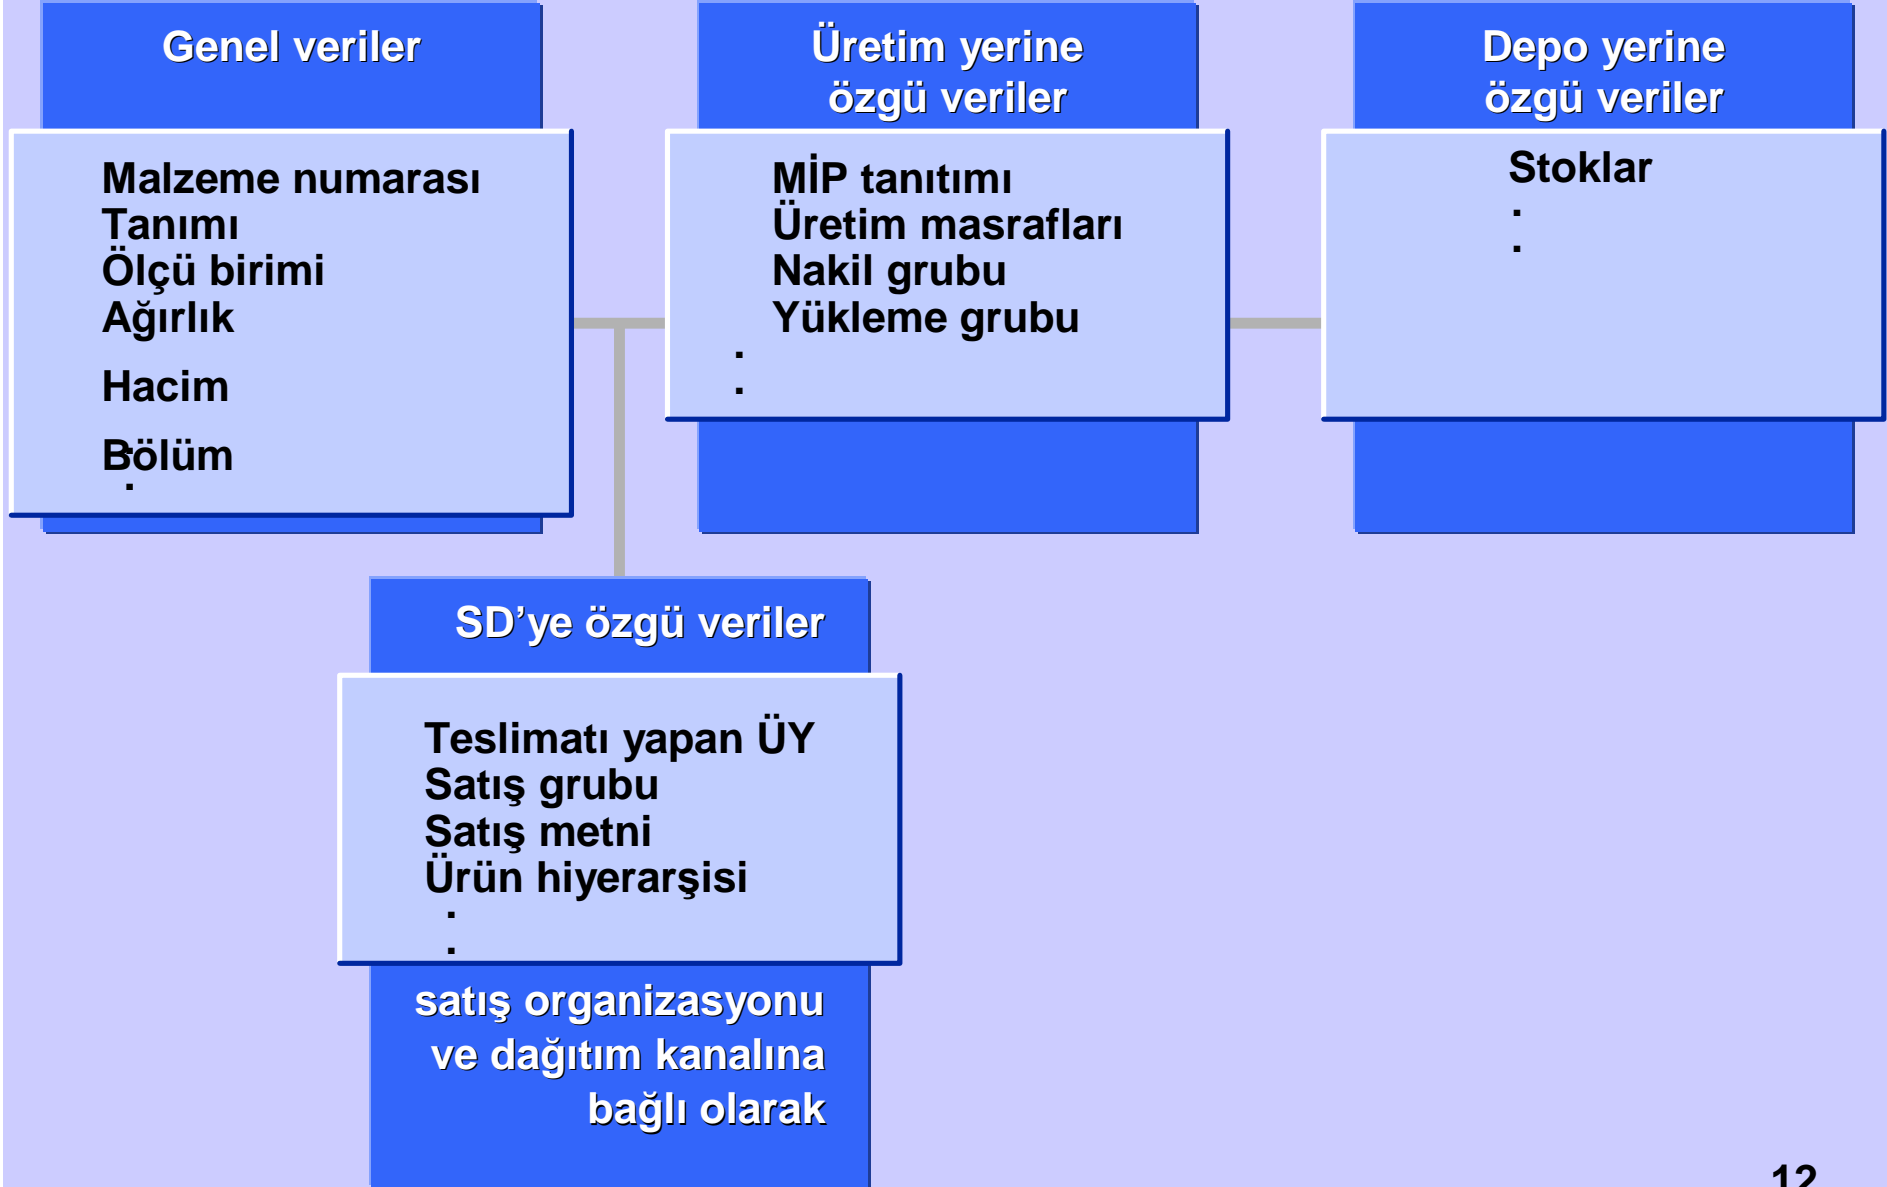 Genel veriler
Malzeme numarası
Tanımı
Ölçü birimi
Ağırlık
Hacim
Bölüm
.
.
Üretim yerine
özgü veriler
MİP tanıtımı
Üretim masrafları
Nakil grubu
Yükleme grubu
.
.
Depo yerine
özgü veriler
Stoklar
.
.
SD’ye özgü veriler
Teslimatı yapan ÜY
Satış grubu
Satış metni
Ürün hiyerarşisi
.
.
satış organizasyonu
ve dağıtım kanalına
bağlı olarak
12